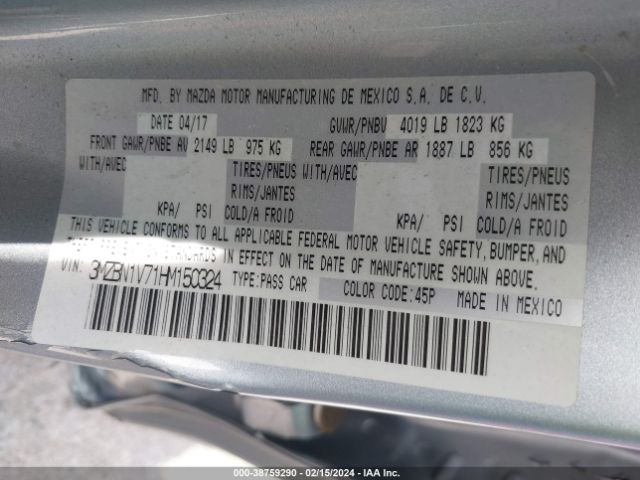 MFD. BY MAZDA MOTOR MANUFACTURING DE MEXICO S.A. DE C.V.
DATE 04/17 GVWR/PNBV 4019 LB 1823 KG
FRONT GAWR/PNBE AV 2149 LB 975 KG REAR GAWR/PNBE AR 1887 LB 856 KG
WITH/AVEC TIRES/PNEUS WITH/AVEC TIRES/PNEUS
RIMS/JANTES RIMS/JANTES
KPA/ PSI COLD/A FROID KPA/ PSI COLD/A FROID
THIS VEHICLE CONFORMS TO ALL APPLICABLE FEDERAL MOTOR VEHICLE SAFETY, BUMPER, AND
STANDARDS IN EFFECT ON THE DATE OF MANUFACTURE SHOWN ABOVE.
VIN: 3MZBN1V71HM150324 TYPE:PASS CAR COLOR CODE:45P MADE IN MEXICO
000-38759290 - 02/15/2024 - IAA Inc.